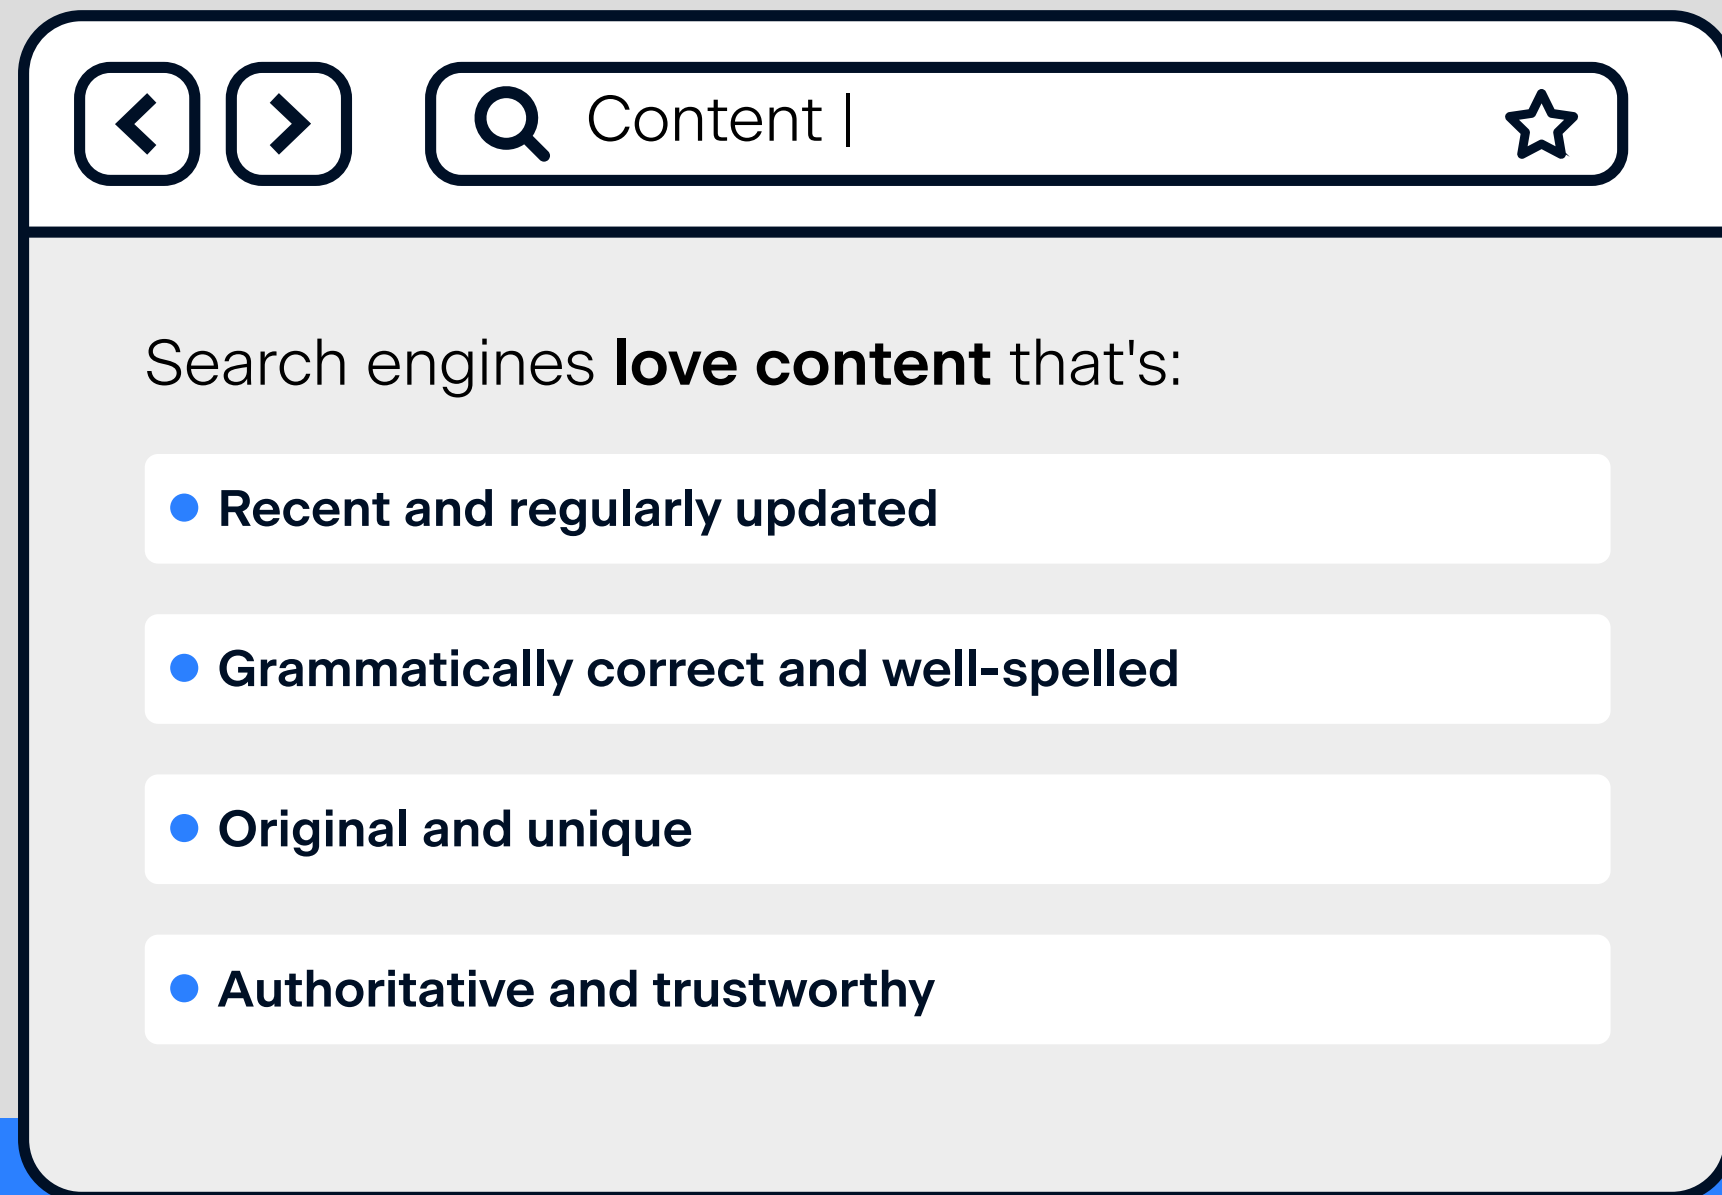 Content |
Search engines love content that's:
Recent and regularly updated
Grammatically correct and well-spelled
Original and unique
Authoritative and trustworthy